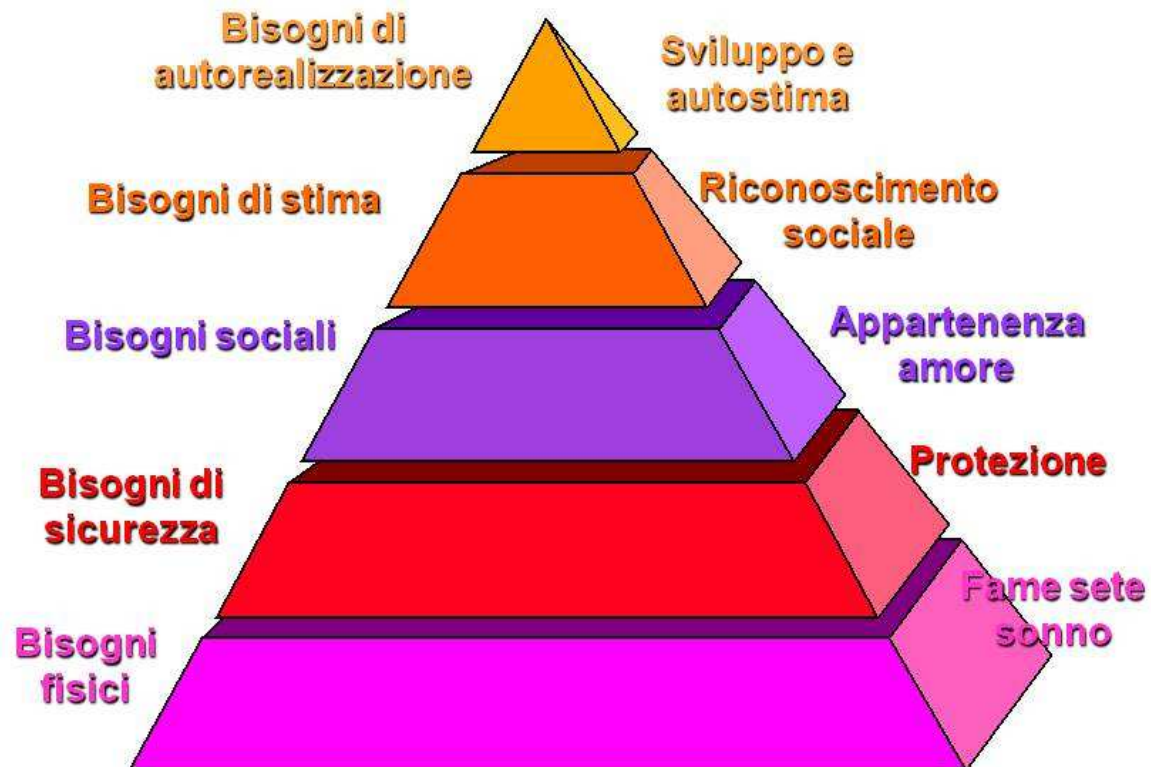 Bisogni di
autorealizzazione
Sviluppo e
autostima
Bisogni di stima
Riconoscimento
sociale
Bisogni sociali
Appartenenza
amore
Bisogni di
sicurezza
Protezione
Bisogni
fisici
Fame sete
sonno